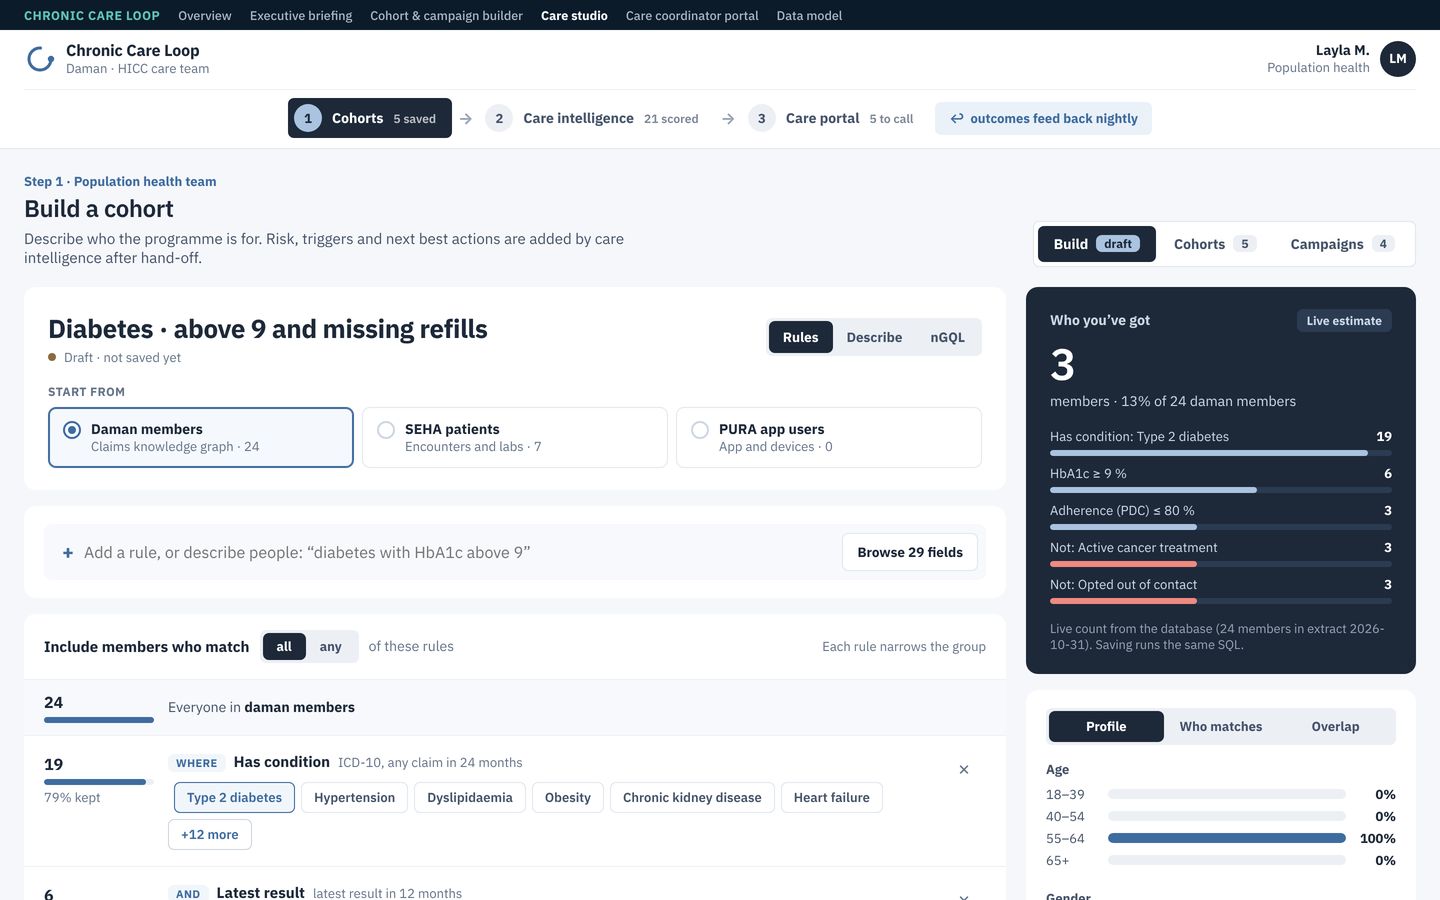 CHRONIC CARE LOOP Overview Executive briefing Cohort & campaign builder Care studio Care coordinator portal Data model
Chronic Care Loop
Daman · HICC care team
Layla M.
Population health
LM
1 Cohorts 5 saved → 2 Care intelligence 21 scored → 3 Care portal 5 to call ↩ outcomes feed back nightly
Step 1 · Population health team
Build a cohort
Describe who the programme is for. Risk, triggers and next best actions are added by care
intelligence after hand-off.
Build draft Cohorts 5 Campaigns 4
Diabetes · above 9 and missing refills
Draft · not saved yet
Rules Describe nGQL
START FROM
Daman members
Claims knowledge graph · 24
SEHA patients
Encounters and labs · 7
PURA app users
App and devices · 0
+ Add a rule, or describe people: “diabetes with HbA1c above 9”
Browse 29 fields
Include members who match all any of these rules
Each rule narrows the group
24
Everyone in daman members
19
79% kept
WHERE Has condition ICD-10, any claim in 24 months
×
Type 2 diabetes Hypertension Dyslipidaemia Obesity Chronic kidney disease Heart failure
+12 more
6
AND Latest result latest result in 12 months
Who you’ve got
Live estimate
3
members · 13% of 24 daman members
Has condition: Type 2 diabetes 19
HbA1c ≥ 9 % 6
Adherence (PDC) ≤ 80 % 3
Not: Active cancer treatment 3
Not: Opted out of contact 3
Live count from the database (24 members in extract 2026-
10-31). Saving runs the same SQL.
Profile Who matches Overlap
Age
18–39 0%
40–54 0%
55–64 100%
65+ 0%
Gender